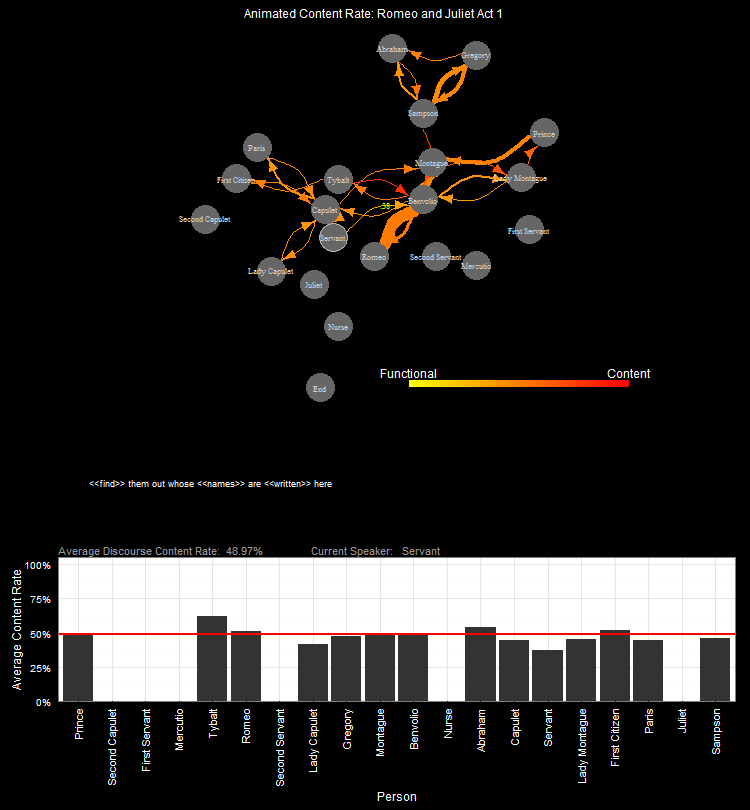 Animated Content Rate: Romeo and Juliet Act 1
Abraham
Gregory
Sampson
Prince
Paris
Montague
First Citizen
Tybalt
Lady Montague
Capulet
.38
Benvolio
Second Capulet
Servant
First Servant
Romeo
Second Servant
Mercutio
Lady Capulet
Juliet
Nurse
End
Functional Content
<<find>> them out whose <<names>> are <<written>> here
Average Discourse Content Rate: 48.97% Current Speaker: Servant
Average Content Rate
100%
75%
50%
25%
0%
Prince
Second Capulet
First Servant
Mercutio
Tybalt
Romeo
Second Servant
Lady Capulet
Gregory
Montague
Benvolio
Nurse
Abraham
Capulet
Servant
Lady Montague
First Citizen
Paris
Juliet
Sampson
Person